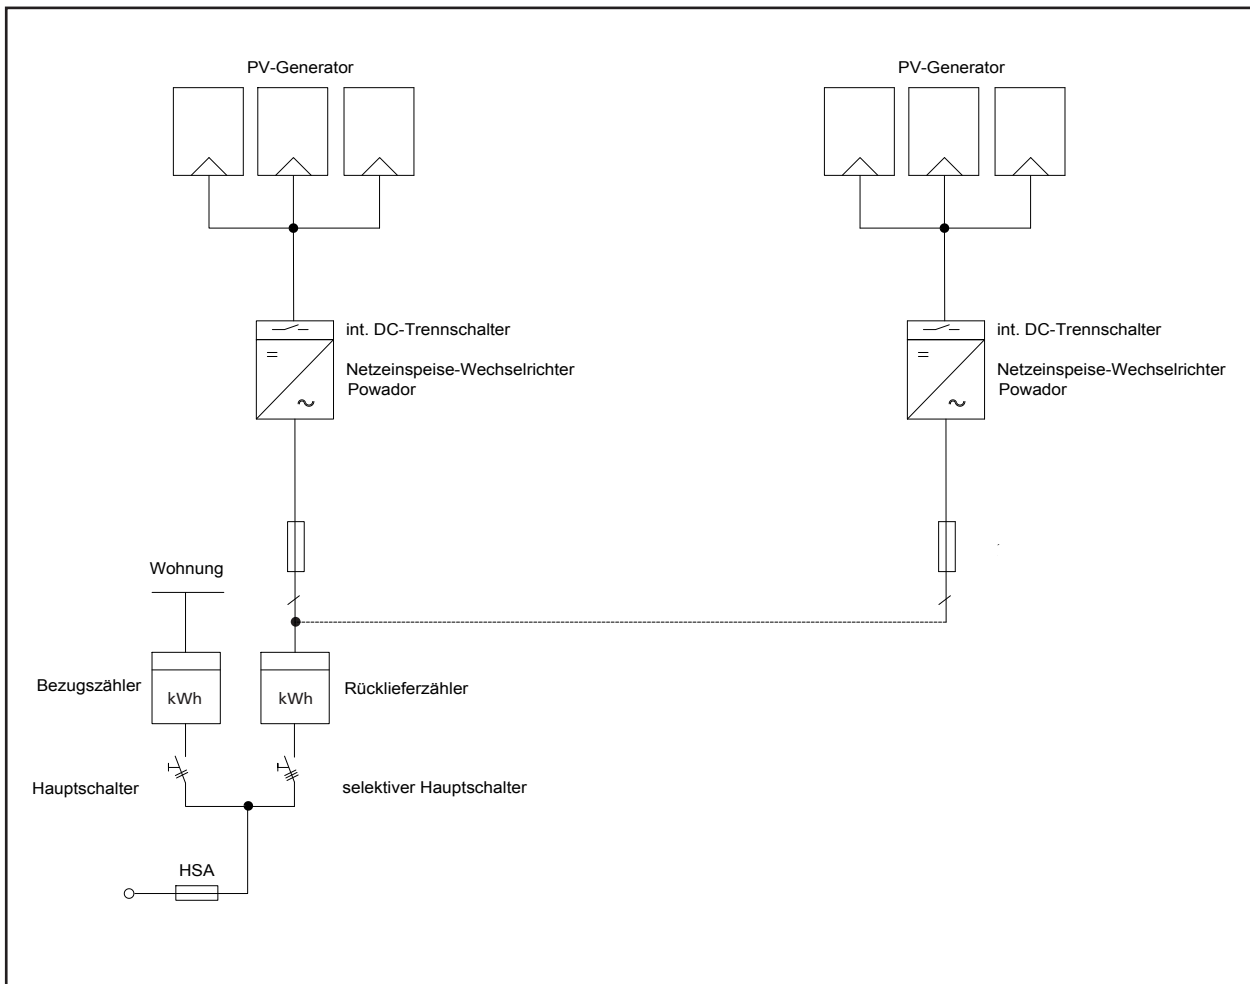 PV-Generator
PV-Generator
int. DC-Trennschalter
int. DC-Trennschalter
Netzeinspeise-Wechselrichter
Powador
Netzeinspeise-Wechselrichter
Powador
Wohnung
Bezugszähler
kWh
kWh
Rücklieferzähler
Hauptschalter
selektiver Hauptschalter
HSA